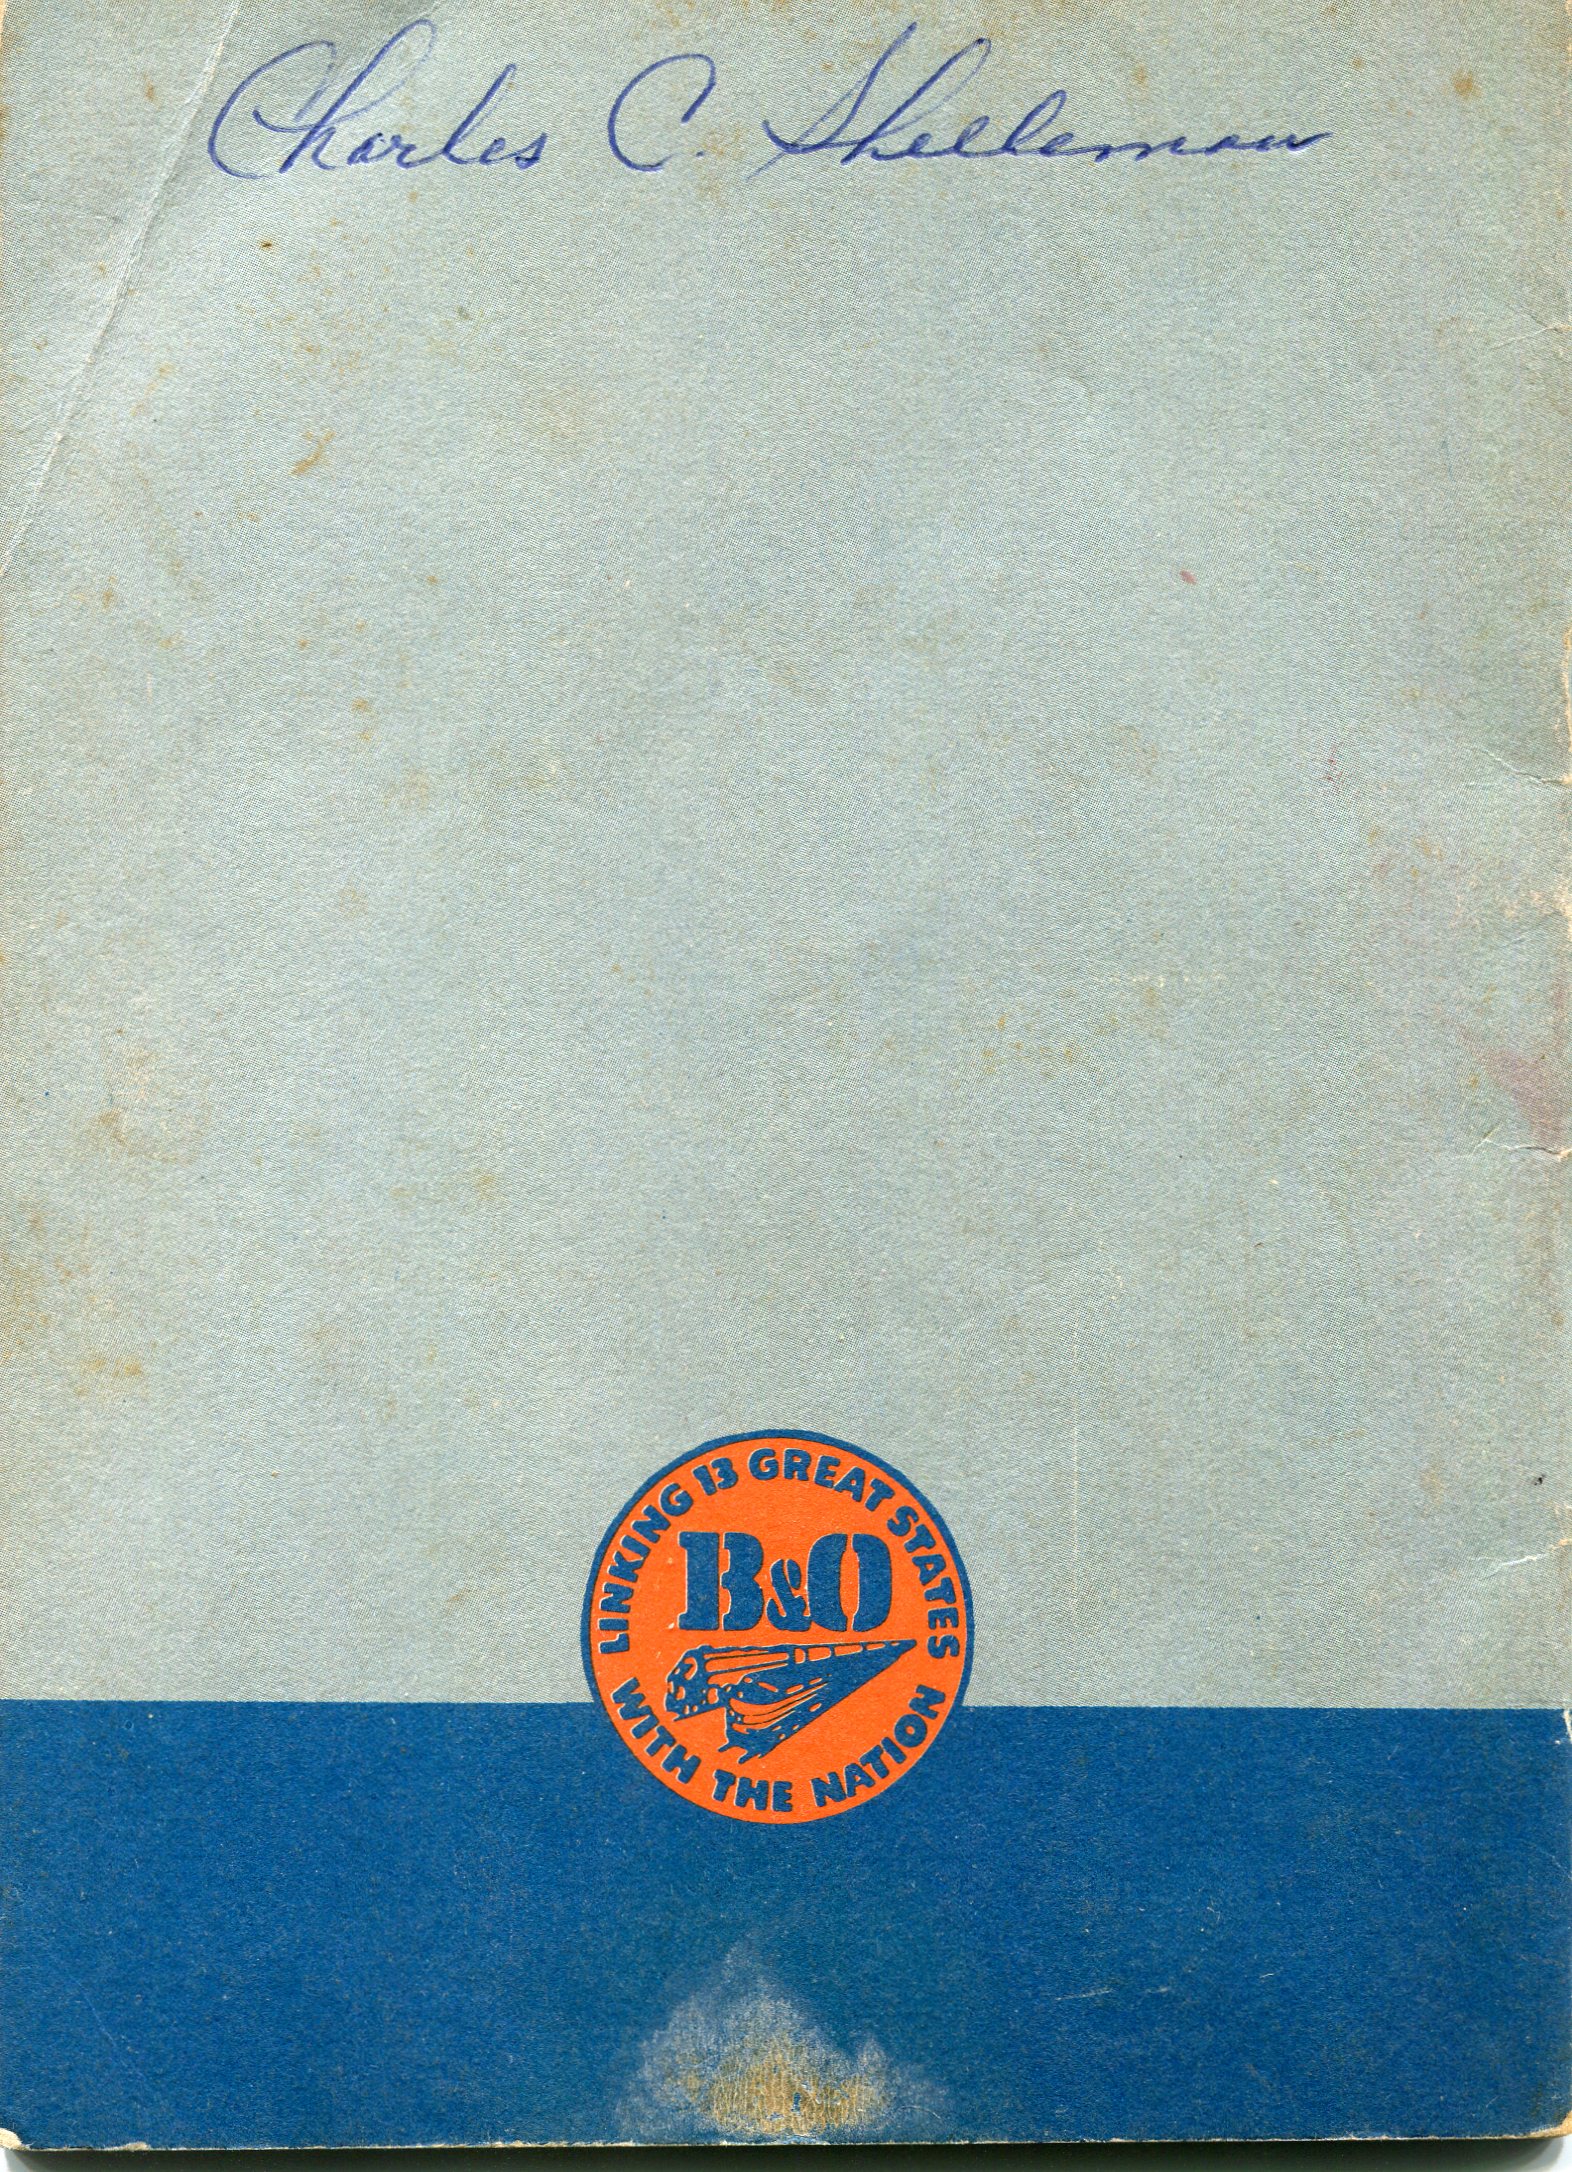 Charles C. Shelleman
LINKING 13 GREAT STATES
B&O
WITH THE NATION